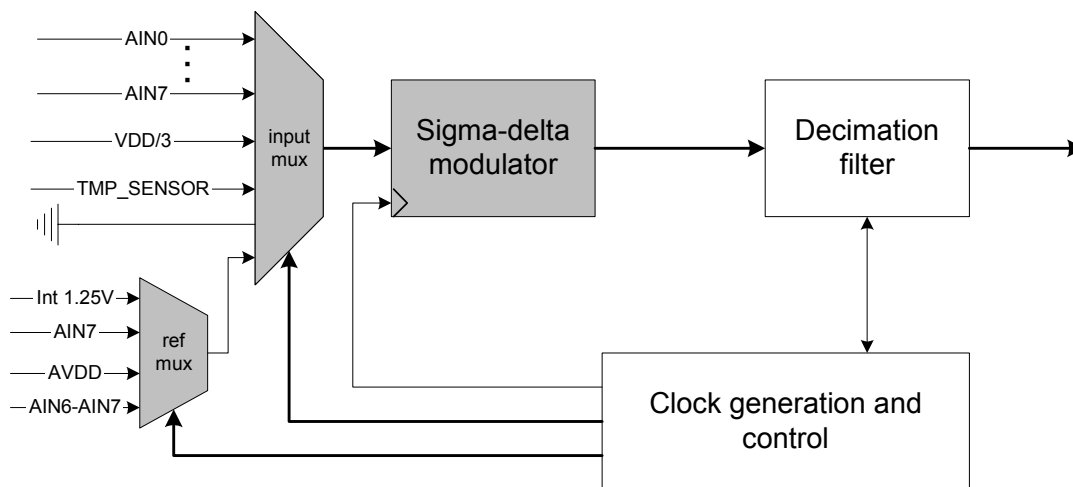 AIN0
AIN7
VDD/3
TMP_SENSOR
input
mux
Sigma-delta
modulator
Decimation
filter
Int 1.25V
AIN7
AVDD
AIN6-AIN7
ref
mux
Clock generation and
control